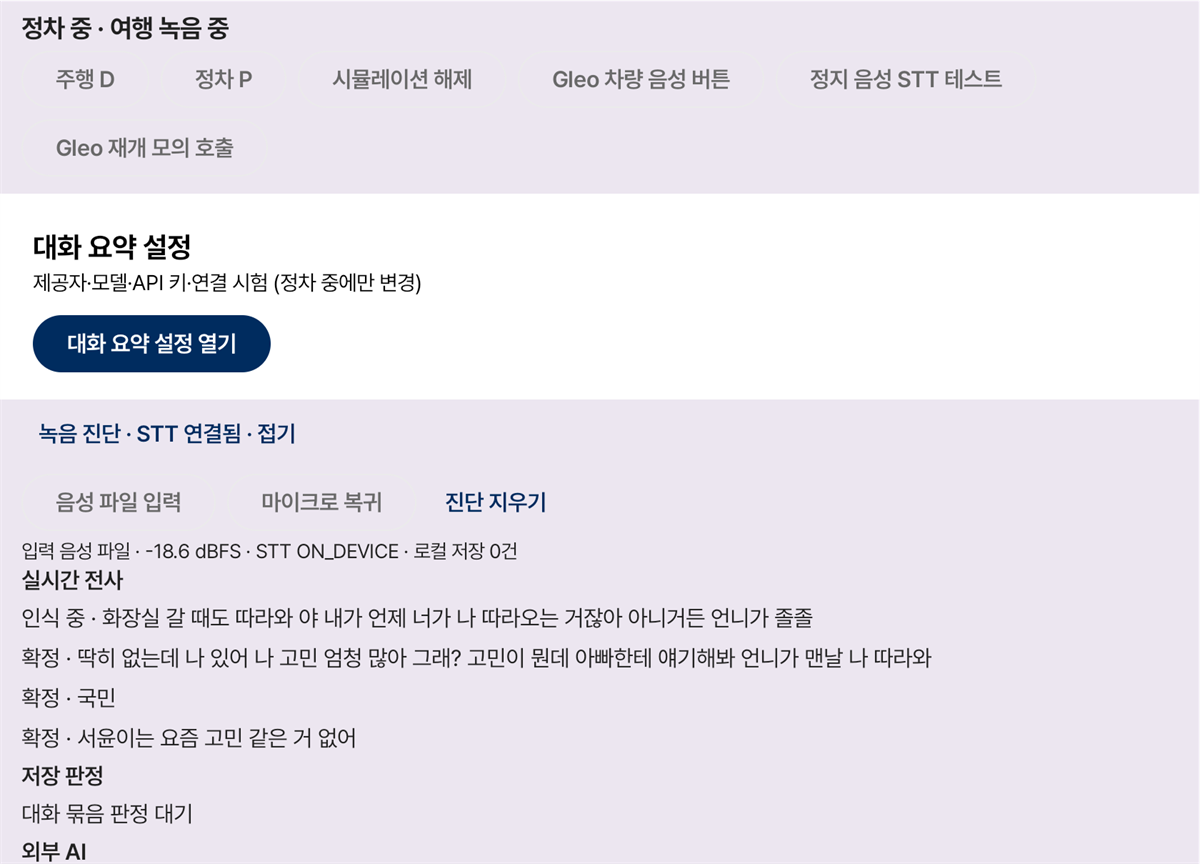 정차 중 · 여행 녹음 중
주행 D 정차 P 시뮬레이션 해제 Gleo 차량 음성 버튼 정지 음성 STT 테스트
Gleo 재개 모의 호출
대화 요약 설정
제공자·모델·API 키·연결 시험 (정차 중에만 변경)
대화 요약 설정 열기
녹음 진단 · STT 연결됨 · 접기
음성 파일 입력 마이크로 복귀 진단 지우기
입력 음성 파일 · -18.6 dBFS · STT ON_DEVICE · 로컬 저장 0건
실시간 전사
인식 중 · 화장실 갈 때도 따라와 야 내가 언제 너가 나 따라오는 거잖아 아니거든 언니가 졸졸
확정 · 딱히 없는데 나 있어 나 고민 엄청 많아 그래? 고민이 뭔데 아빠한테 얘기해봐 언니가 맨날 나 따라와
확정 · 국민
확정 · 서윤이는 요즘 고민 같은 거 없어
저장 판정
대화 묶음 판정 대기
외부 AI